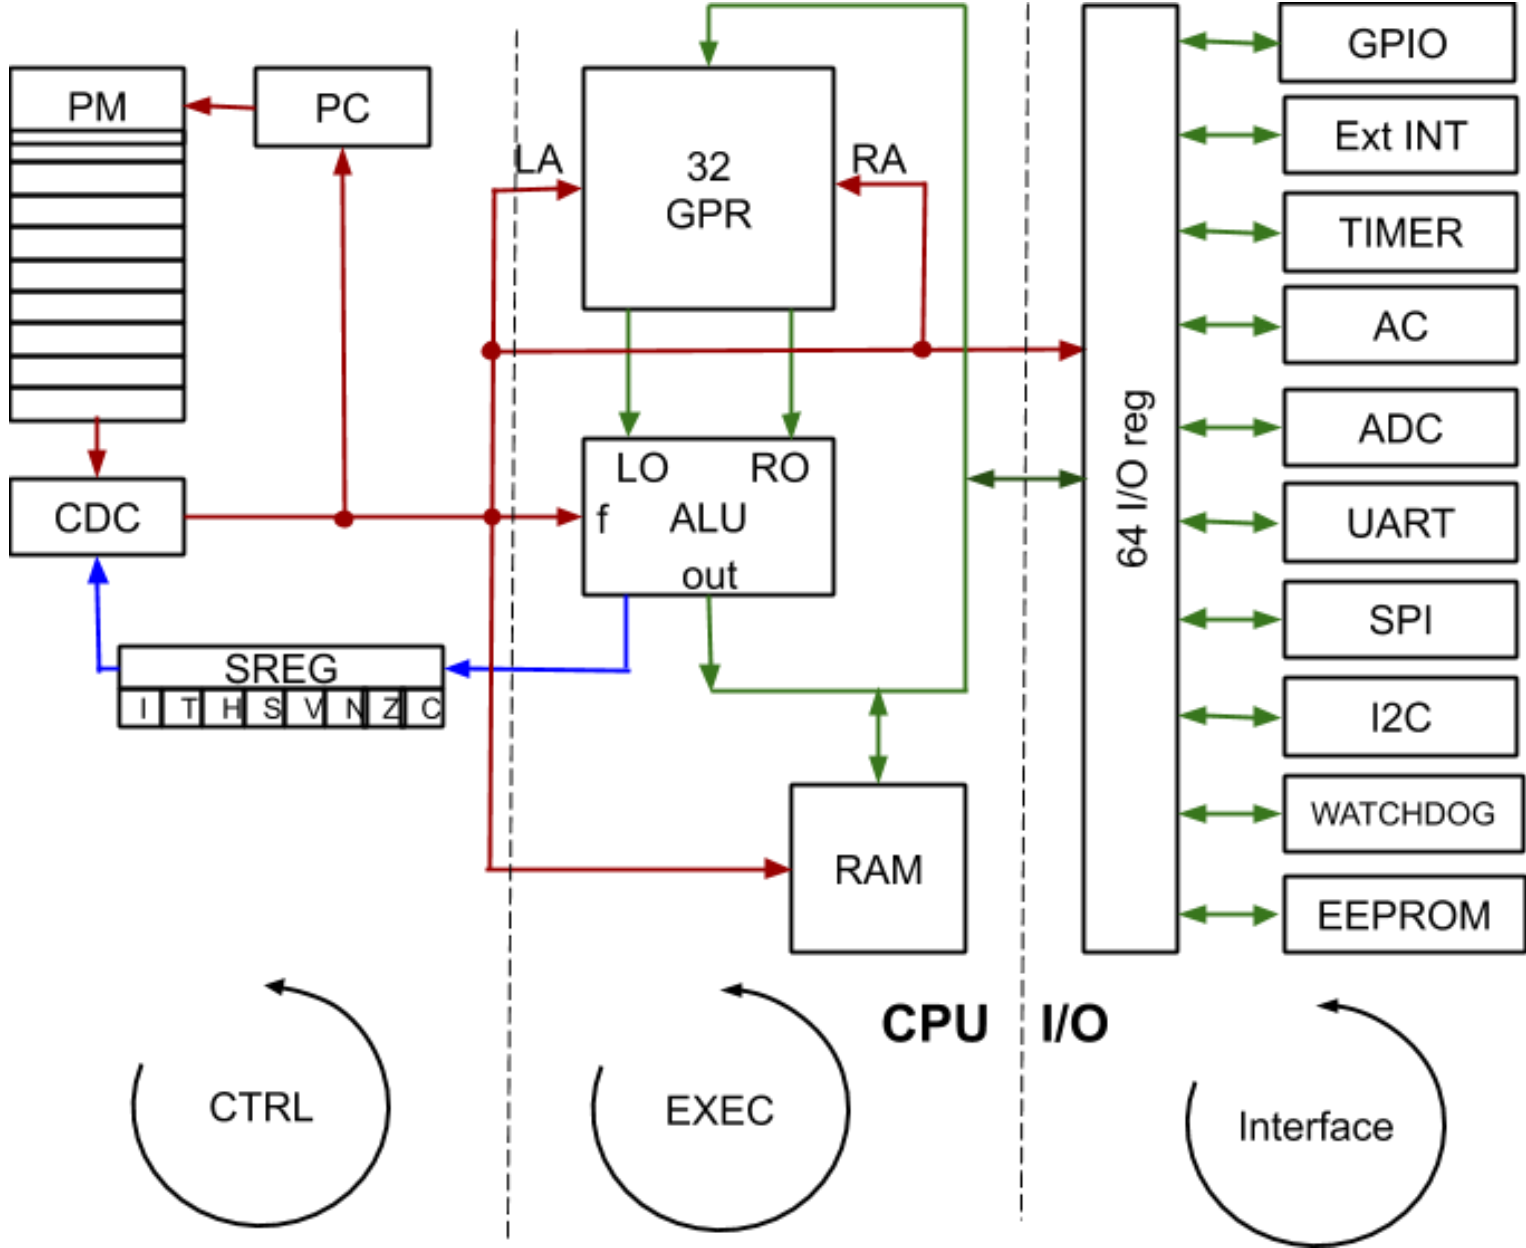 PM
PC
LA
32
GPR
RA
CDC
LO
RO
f
ALU
out
SREG
I T H S V N Z C
RAM
64 I/O reg
GPIO
Ext INT
TIMER
AC
ADC
UART
SPI
I2C
WATCHDOG
EEPROM
CPU
I/O
CTRL
EXEC
Interface